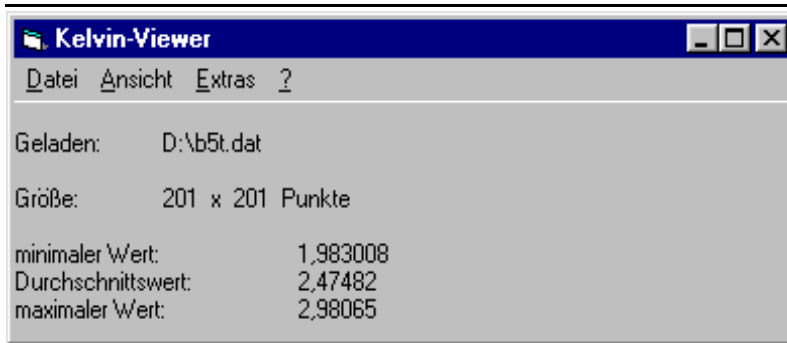 Kelvin-Viewer
Datei Ansicht Extras ?
Geladen: D:\b5t.dat
Größe: 201 x 201 Punkte
minimaler Wert: 1,983008
Durchschnittswert: 2,47482
maximaler Wert: 2,98065